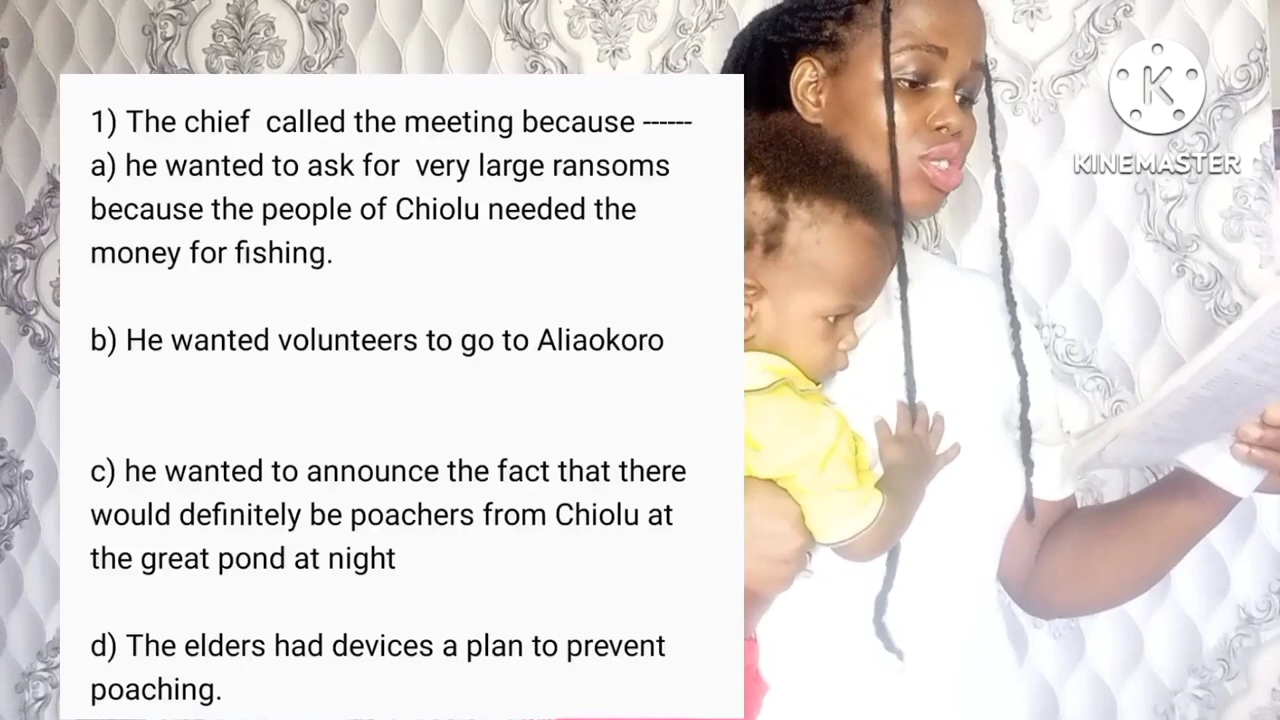 1) The chief called the meeting because ------
a) he wanted to ask for very large ransoms
because the people of Chiolu needed the
money for fishing.
b) He wanted volunteers to go to Aliaokoro
c) he wanted to announce the fact that there
would definitely be poachers from Chiolu at
the great pond at night
d) The elders had devices a plan to prevent
poaching.
K
KINEMASTER